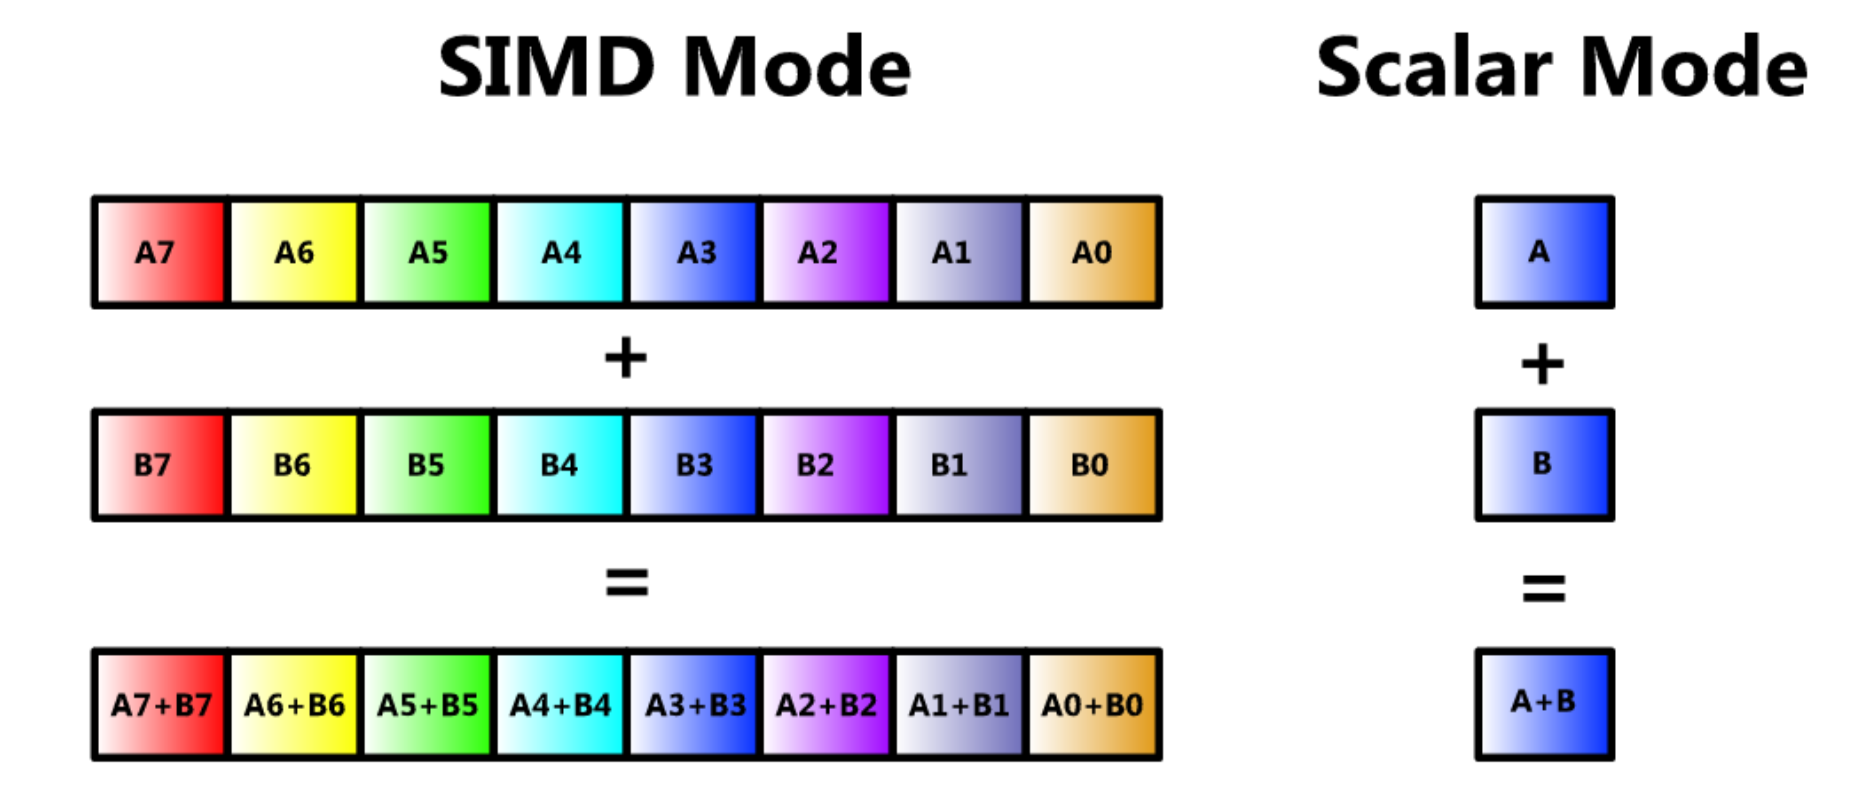 SIMD Mode Scalar Mode
A7 A6 A5 A4 A3 A2 A1 A0 A
+ +
B7 B6 B5 B4 B3 B2 B1 B0 B
= =
A7+B7 A6+B6 A5+B5 A4+B4 A3+B3 A2+B2 A1+B1 A0+B0 A+B